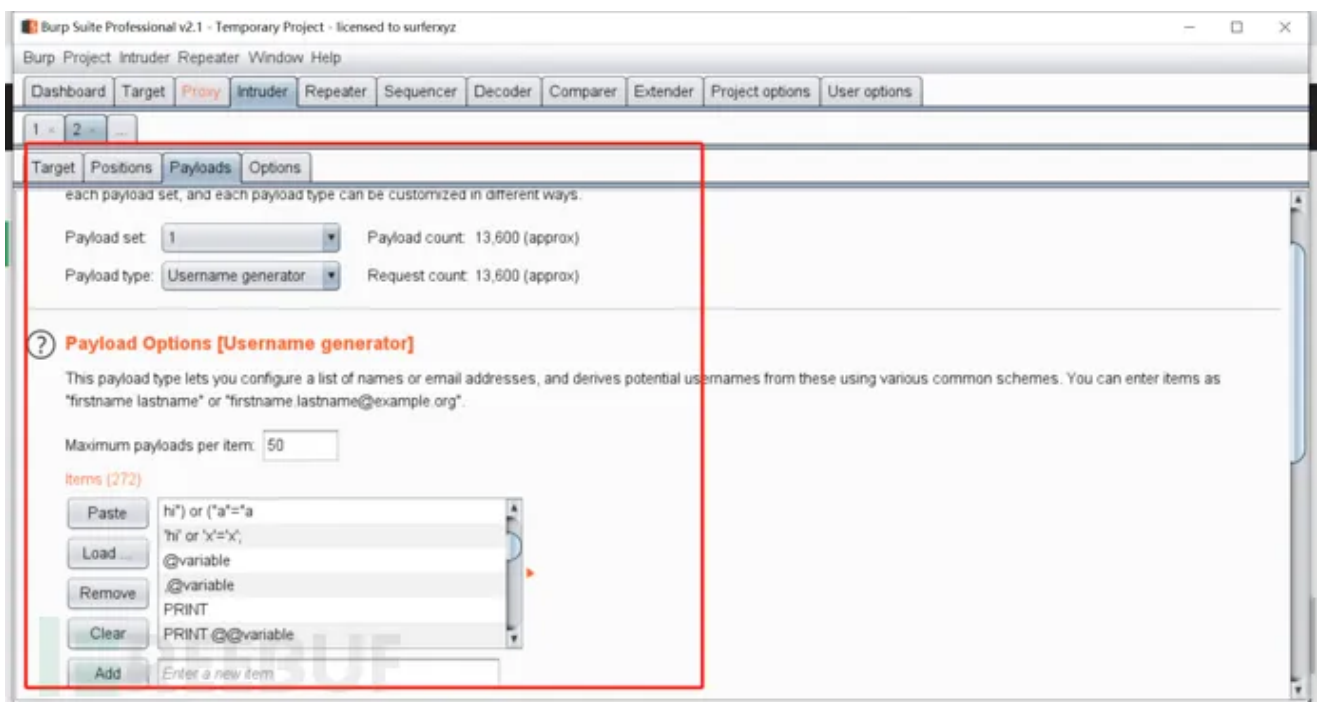 Burp Suite Professional v2.1 - Temporary Project - licensed to surferxyz
Burp Project Intruder Repeater Window Help
Dashboard Target Proxy Intruder Repeater Sequencer Decoder Comparer Extender Project options User options
1 × 2 × ...
Target Positions Payloads Options
each payload set, and each payload type can be customized in different ways.
Payload set: 1 Payload count: 13,600 (approx)
Payload type: Username generator Request count: 13,600 (approx)
? Payload Options [Username generator]
This payload type lets you configure a list of names or email addresses, and derives potential usernames from these using various common schemes. You can enter items as
"firstname lastname" or "firstname.lastname@example.org".
Maximum payloads per item: 50
Items (272)
Paste hi") or ("a"="a
'hi' or 'x'='x';
Load ... @variable
Remove ,@variable
PRINT
Clear PRINT @@variable
Add Enter a new item
REEBUF